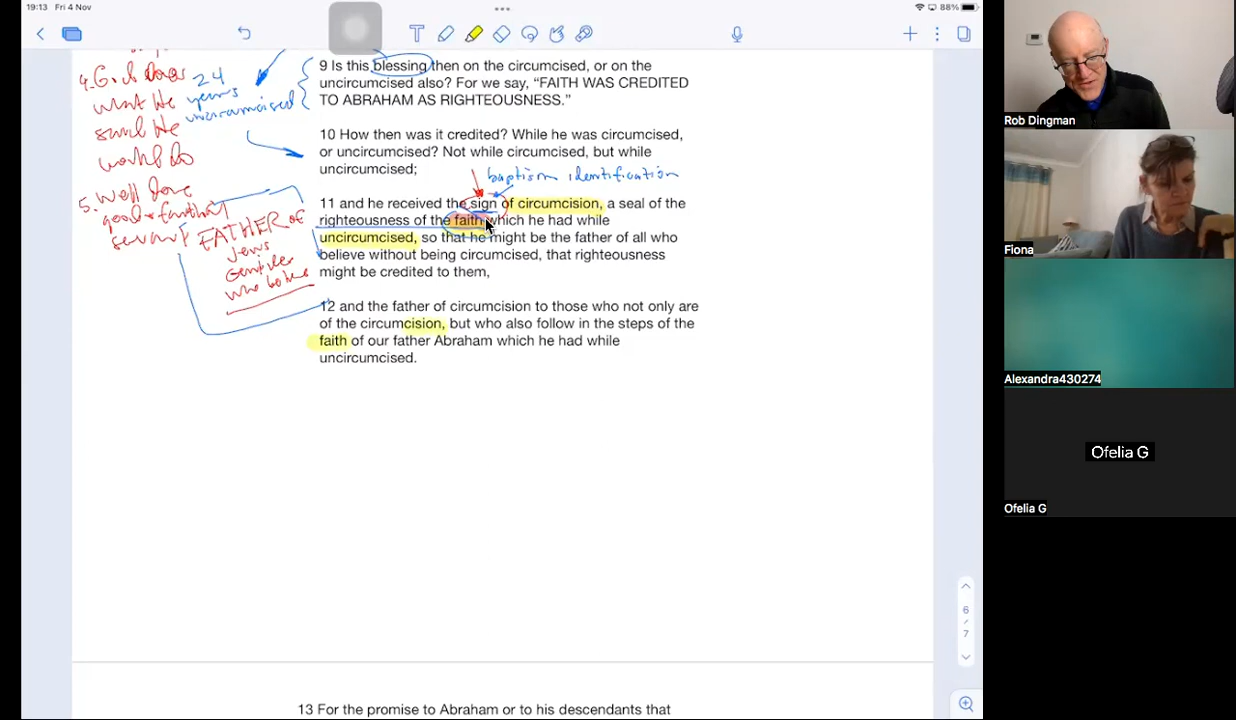 19:13 Fri 4 Nov
88%
9 Is this blessing then on the circumcised, or on the
uncircumcised also? For we say, “FAITH WAS CREDITED
TO ABRAHAM AS RIGHTEOUSNESS.”
10 How then was it credited? While he was circumcised,
or uncircumcised? Not while circumcised, but while
uncircumcised;
baptism identification
11 and he received the sign of circumcision, a seal of the
righteousness of the faith which he had while
uncircumcised, so that he might be the father of all who
believe without being circumcised, that righteousness
might be credited to them,
12 and the father of circumcision to those who not only are
of the circumcision, but who also follow in the steps of the
faith of our father Abraham which he had while
uncircumcised.
13 For the promise to Abraham or to his descendants that
4. God does
what He
said He
would do
5. Well done
good + faithful
servant
24
years
uncircumcised
FATHER OF
Jews
Gentiles
who believe
6
/
7
Rob Dingman
Fiona
Alexandra430274
Ofelia G
Ofelia G